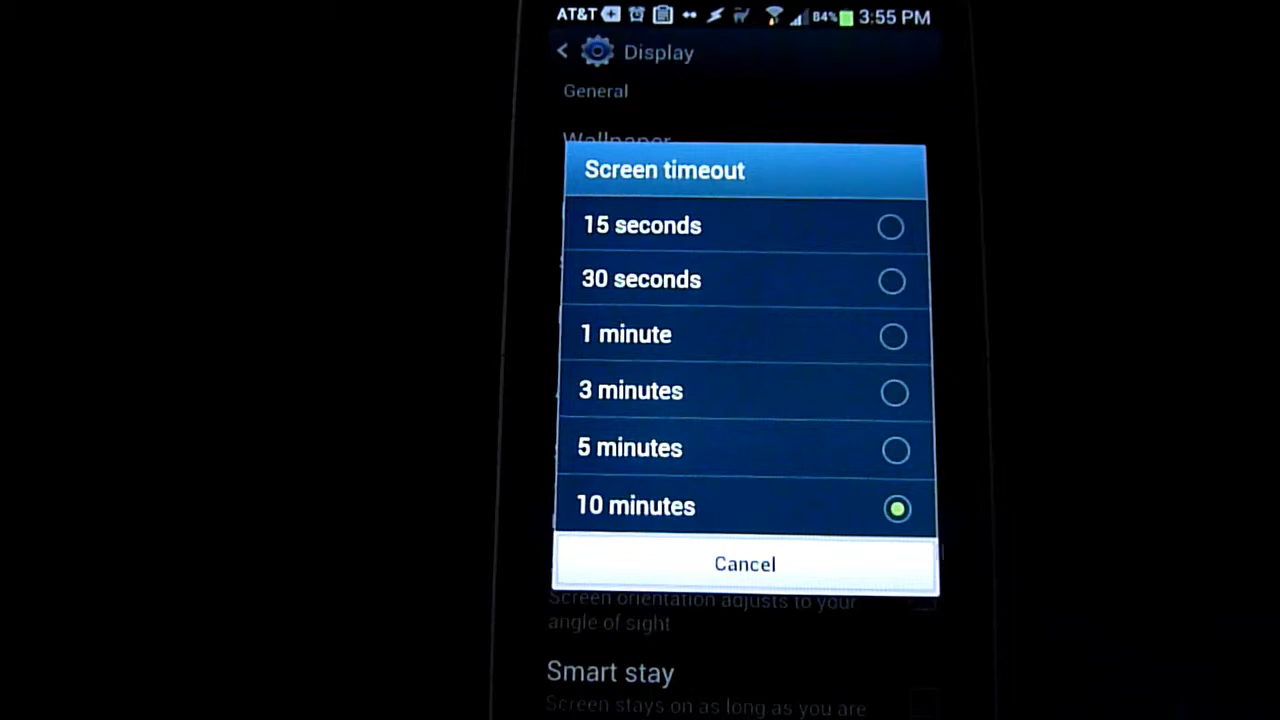 AT&T 84% 3:55 PM
Display
General
Wallpaper
Screen timeout
15 seconds
30 seconds
1 minute
3 minutes
5 minutes
10 minutes
Cancel
Screen orientation adjusts to your
angle of sight
Smart stay
Screen stays on as long as you are